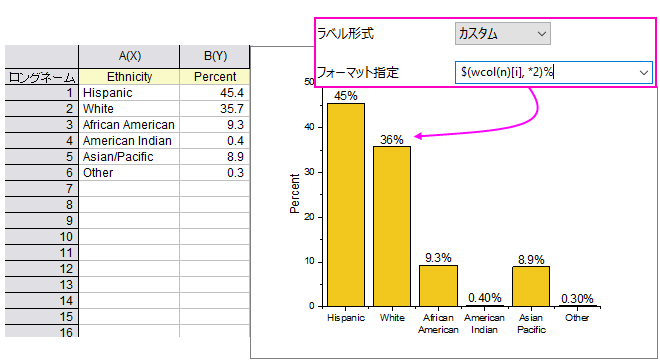 ラベル形式 カスタム
フォーマット指定 $(wcol(n)[i], *2)%
A(X) B(Y)
ロングネーム Ethnicity Percent
1 Hispanic 45.4
2 White 35.7
3 African American 9.3
4 American Indian 0.4
5 Asian/Pacific 8.9
6 Other 0.3
7
8
9
10
11
12
13
14
15
16
Percent
50
40
30
20
10
0
45%
36%
9.3%
0.40%
8.9%
0.30%
Hispanic White African American American Indian Asian Pacific Other